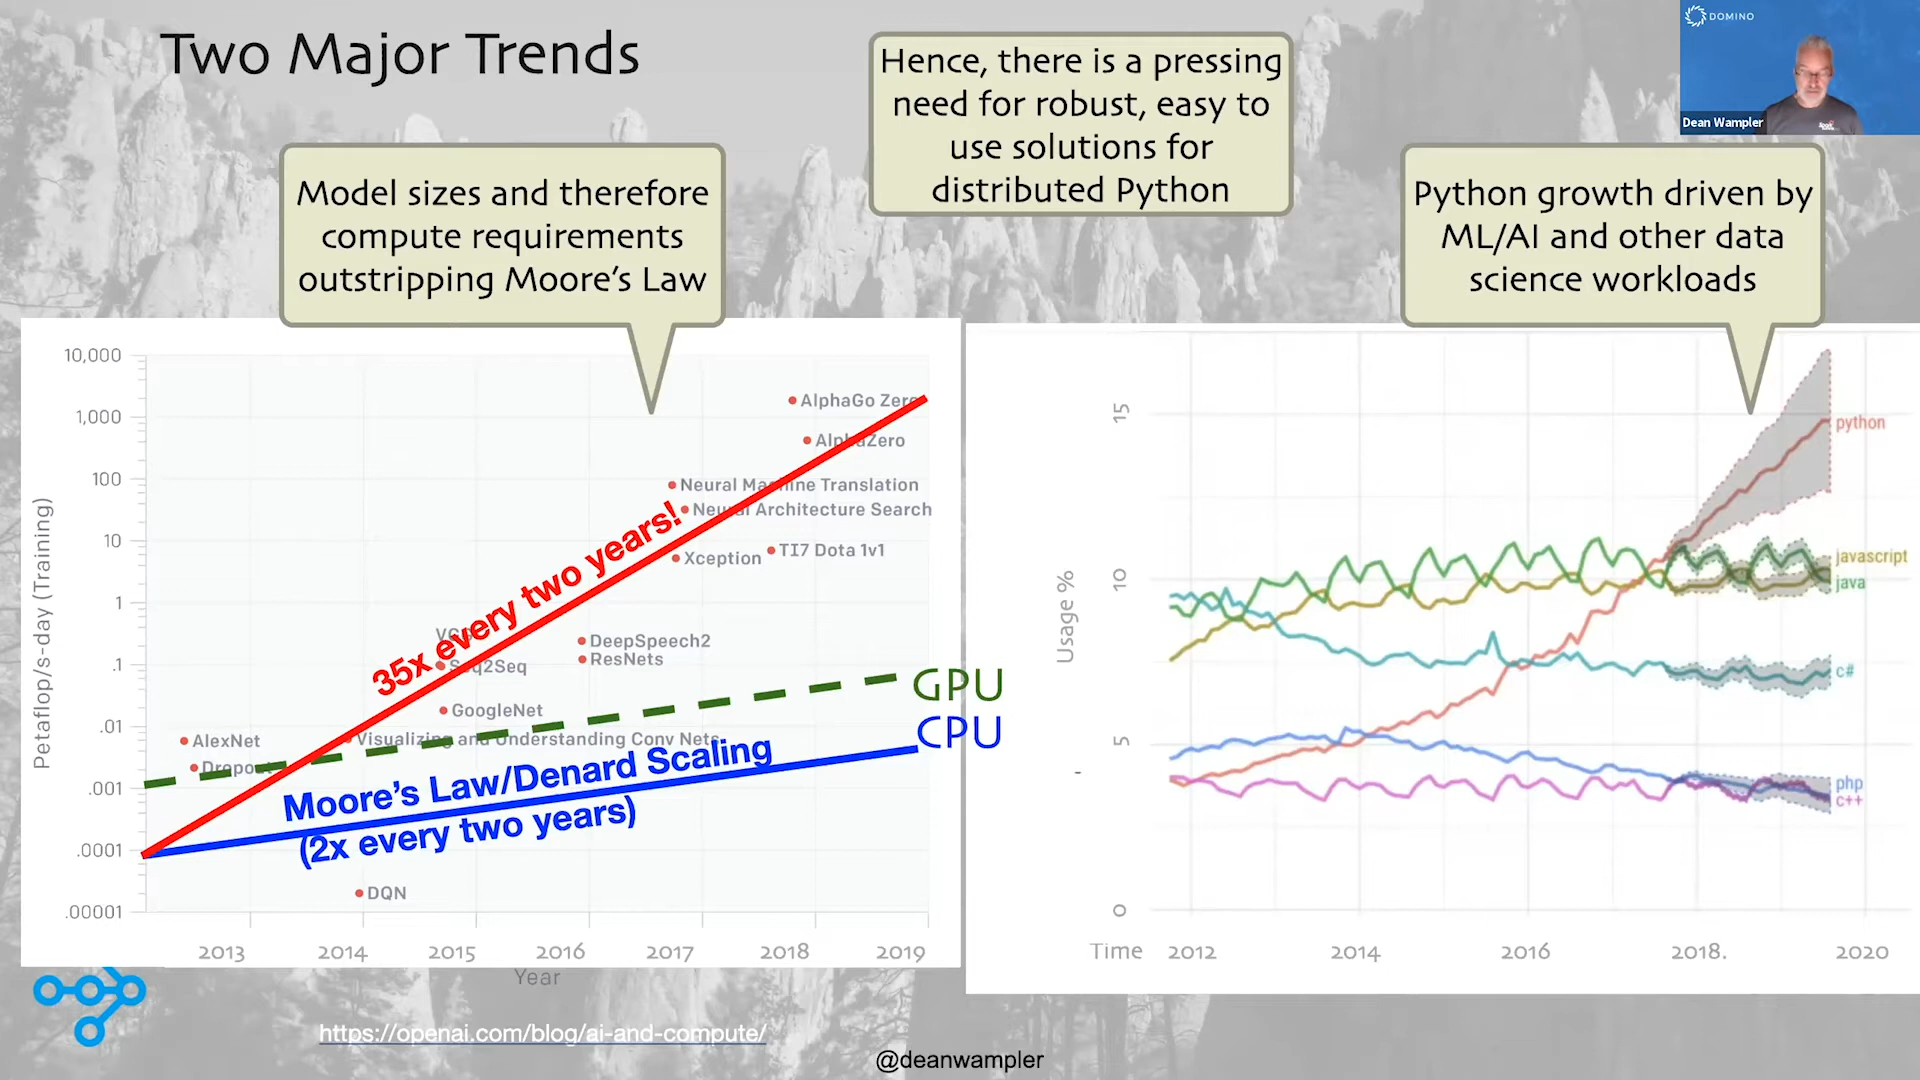 Two Major Trends
Hence, there is a pressing
need for robust, easy to
use solutions for
distributed Python
DOMINO
Dean Wampler
Model sizes and therefore
compute requirements
outstripping Moore's Law
Python growth driven by
ML/AI and other data
science workloads
10,000
1,000
100
10
1
.1
.01
.001
.0001
.00001
Petaflop/s-day (Training)
AlphaGo Zero
AlphaZero
Neural Machine Translation
Neural Architecture Search
TI7 Dota 1v1
Xception
35x every two years!
VGG
DeepSpeech2
Seq2Seq
ResNets
GoogleNet
AlexNet
Visualizing and Understanding Conv Nets
Dropout
GPU
CPU
Moore's Law/Denard Scaling
(2x every two years)
DQN
2013
2014
2015
2016
2017
2018
2019
Year
15
10
5
0
Usage %
python
javascript
java
c#
php
c++
Time
2012
2014
2016
2018.
2020
https://openai.com/blog/ai-and-compute/
@deanwampler